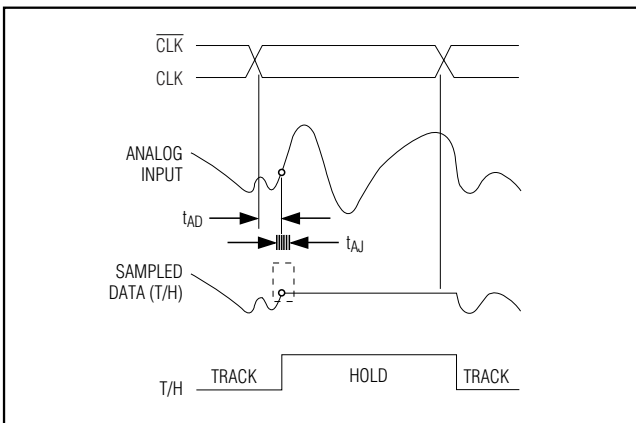 CLK
CLK
ANALOG
INPUT
tAD
tAJ
SAMPLED
DATA (T/H)
T/H
TRACK
HOLD
TRACK